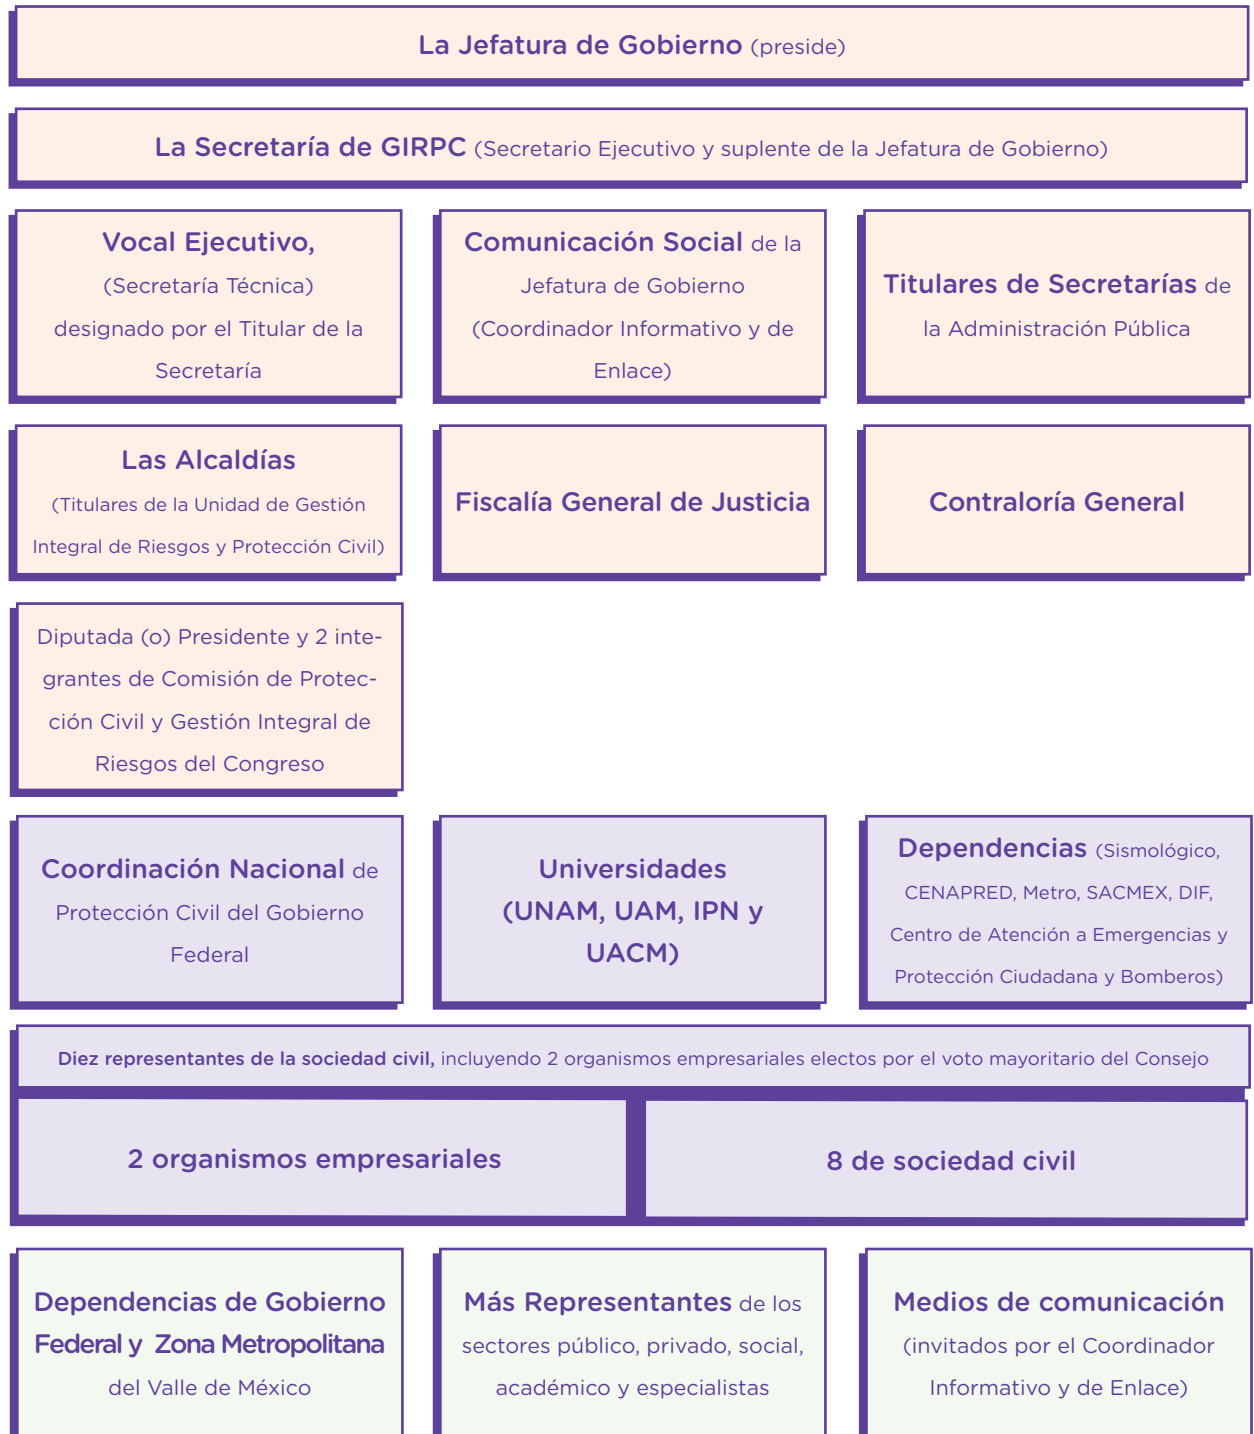 La Jefatura de Gobierno (preside)
La Secretaría de GIRPC (Secretario Ejecutivo y suplente de la Jefatura de Gobierno)
Vocal Ejecutivo,
(Secretaría Técnica)
designado por el Titular de la
Secretaría
Comunicación Social de la
Jefatura de Gobierno
(Coordinador Informativo y de
Enlace)
Titulares de Secretarías de
la Administración Pública
Las Alcaldías
(Titulares de la Unidad de Gestión
Integral de Riesgos y Protección Civil)
Fiscalía General de Justicia
Contraloría General
Diputada (o) Presidente y 2 inte-
grantes de Comisión de Protec-
ción Civil y Gestión Integral de
Riesgos del Congreso
Coordinación Nacional de
Protección Civil del Gobierno
Federal
Universidades
(UNAM, UAM, IPN y
UACM)
Dependencias (Sismológico,
CENAPRED, Metro, SACMEX, DIF,
Centro de Atención a Emergencias y
Protección Ciudadana y Bomberos)
Diez representantes de la sociedad civil, incluyendo 2 organismos empresariales electos por el voto mayoritario del Consejo
2 organismos empresariales
8 de sociedad civil
Dependencias de Gobierno
Federal y Zona Metropolitana
del Valle de México
Más Representantes de los
sectores público, privado, social,
académico y especialistas
Medios de comunicación
(invitados por el Coordinador
Informativo y de Enlace)